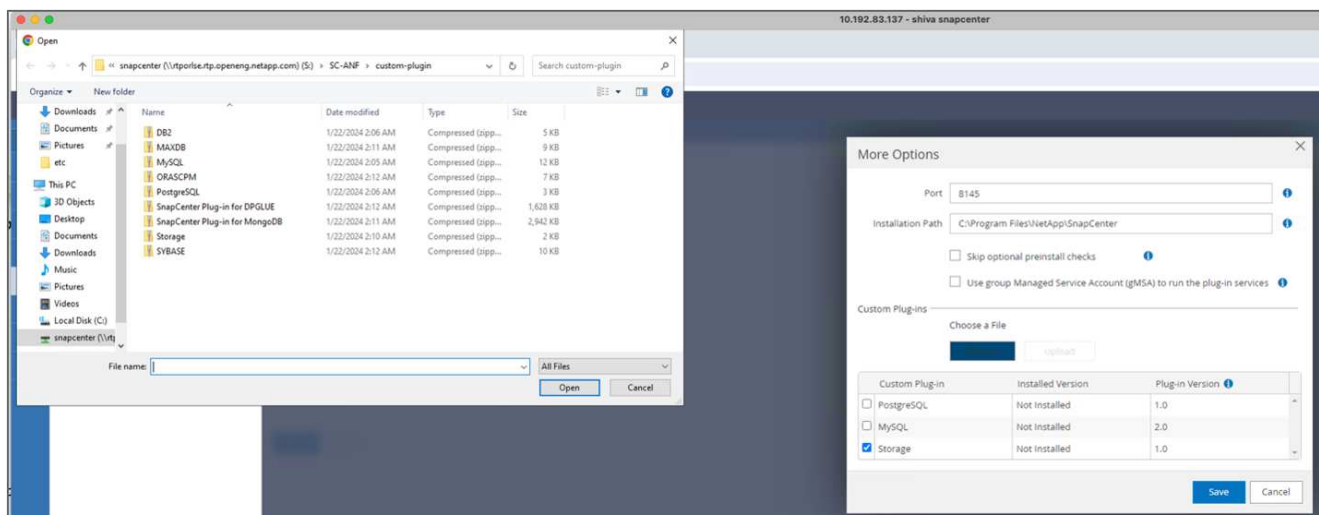 10.192.83.137 - shiva snapcenter
Open
« snapcenter (\\rtporlse.rtp.openeng.netapp.com) (S:) > SC-ANF > custom-plugin
Search custom-plugin
Organize
New folder
Downloads
Documents
Pictures
etc
This PC
3D Objects
Desktop
Documents
Downloads
Music
Pictures
Videos
Local Disk (C:)
snapcenter (\\rtp
Name Date modified Type Size
DB2 1/22/2024 2:06 AM Compressed (zipp... 5 KB
MAXDB 1/22/2024 2:11 AM Compressed (zipp... 9 KB
MySQL 1/22/2024 2:05 AM Compressed (zipp... 12 KB
ORASCPM 1/22/2024 2:12 AM Compressed (zipp... 7 KB
PostgreSQL 1/22/2024 2:06 AM Compressed (zipp... 3 KB
SnapCenter Plug-in for DPGLUE 1/22/2024 2:12 AM Compressed (zipp... 1,628 KB
SnapCenter Plug-in for MongoDB 1/22/2024 2:11 AM Compressed (zipp... 2,942 KB
Storage 1/22/2024 2:10 AM Compressed (zipp... 2 KB
SYBASE 1/22/2024 2:12 AM Compressed (zipp... 10 KB
File name:
All Files
Open Cancel
More Options
Port 8145
Installation Path C:\Program Files\NetApp\SnapCenter
Skip optional preinstall checks
Use group Managed Service Account (gMSA) to run the plug-in services
Custom Plug-ins
Choose a File
Upload
Custom Plug-in Installed Version Plug-in Version
PostgreSQL Not Installed 1.0
MySQL Not Installed 2.0
Storage Not Installed 1.0
Save Cancel